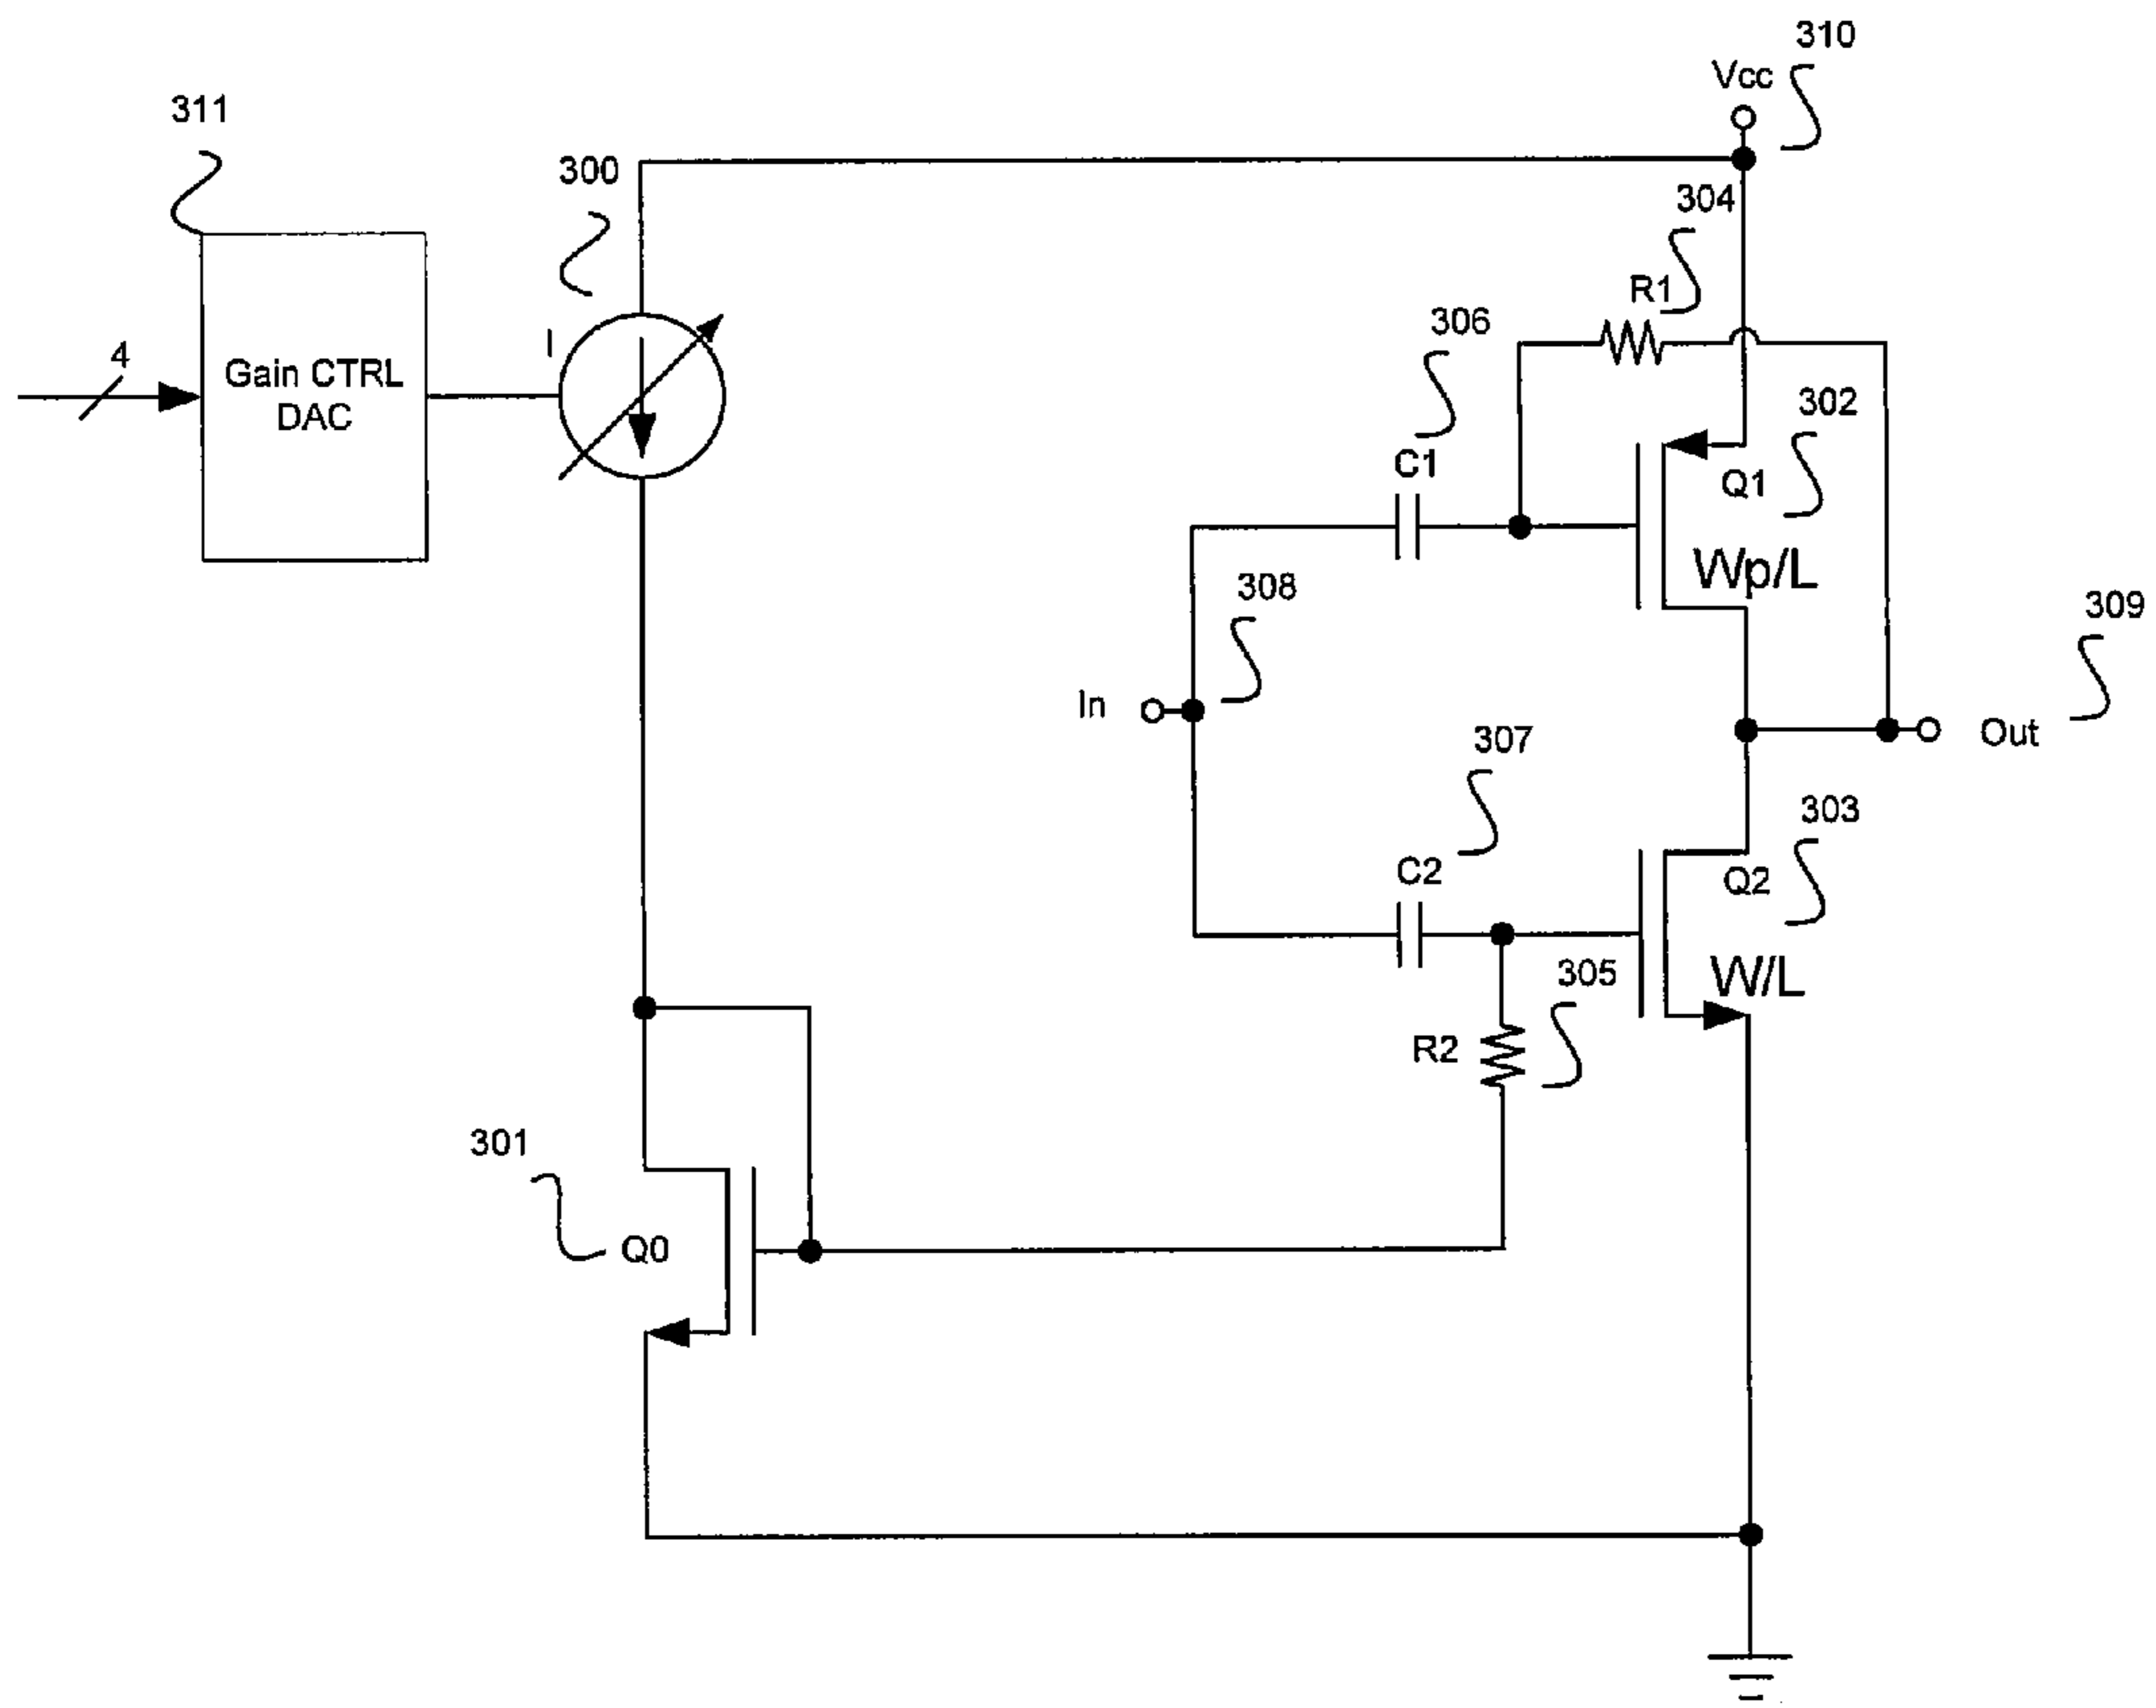 310
Vcc
311
300
304
R1
306
4
I
Gain CTRL
DAC
302
C1
Q1
Wp/L
308
309
In
307
Out
303
C2
Q2
305
W/L
R2
301
Q0